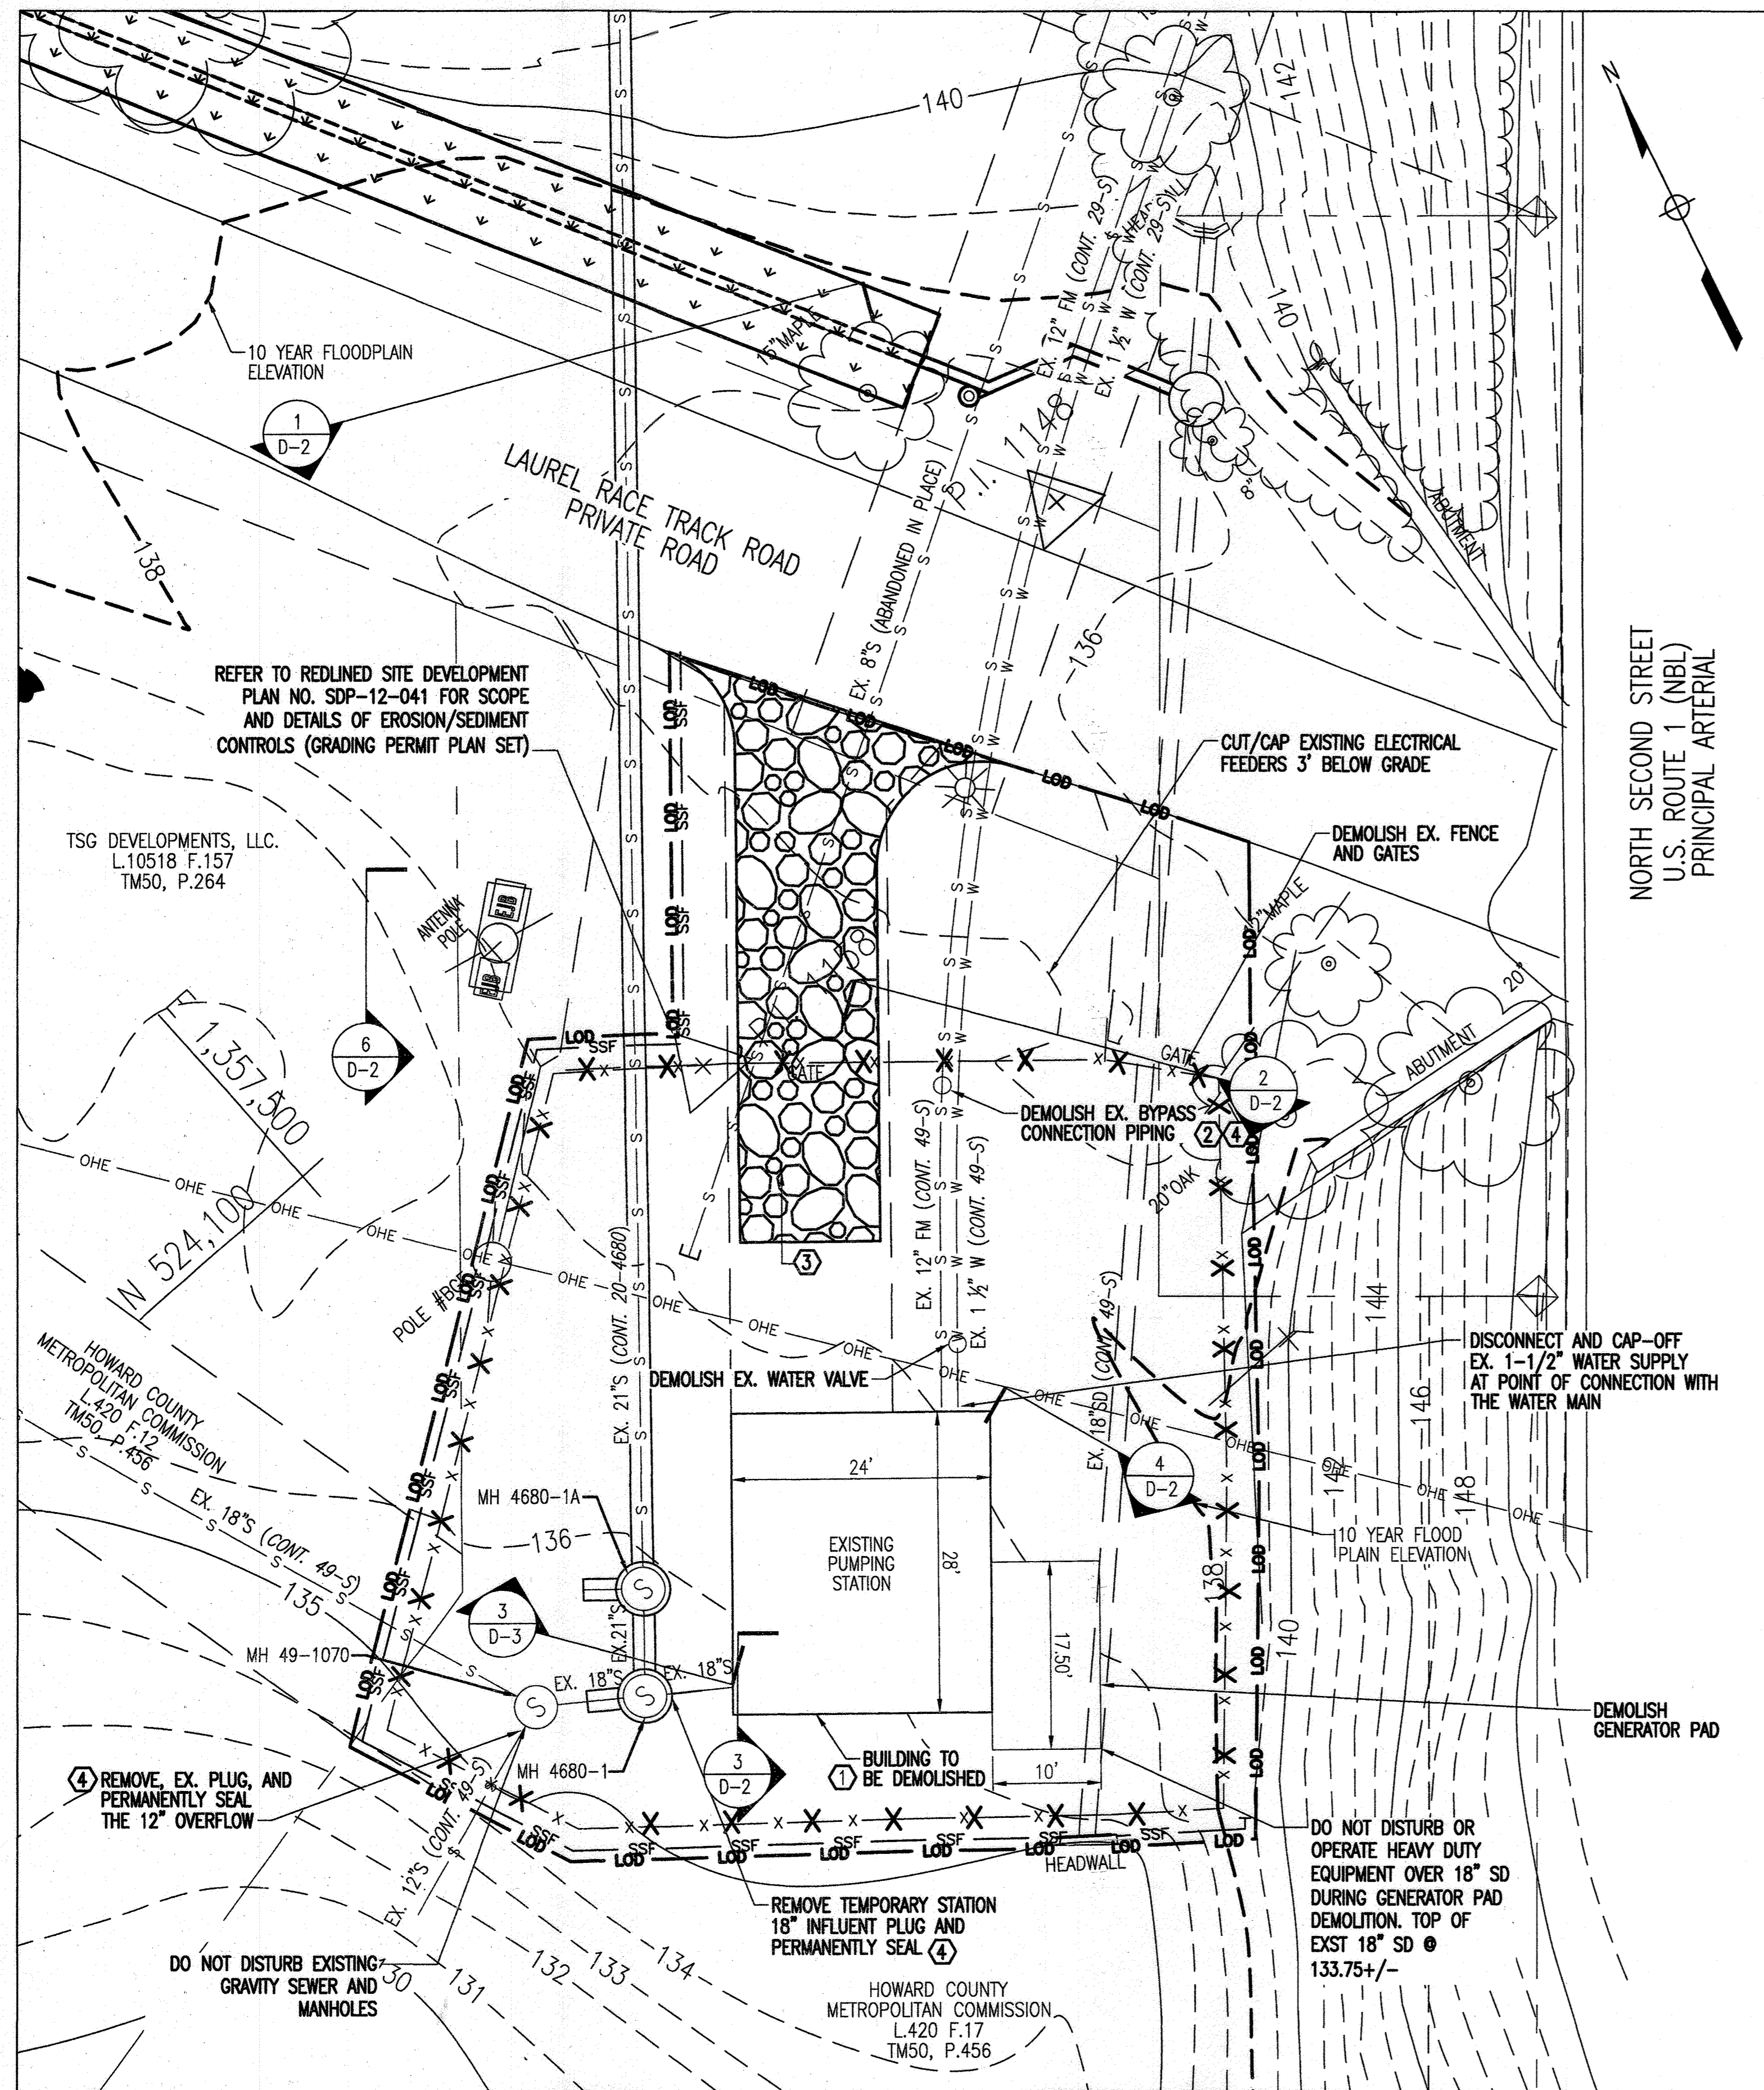 140
142
N
EX. 12" FM (CONT. 29-S)
EX. 1 ½" W (CONT. 29-S)
140
15" MAPLE
10 YEAR FLOODPLAIN
ELEVATION
1
D-2
LAUREL RACE TRACK ROAD
PRIVATE ROAD
8"
ABUTMENT
138
EX. 8"S (ABANDONED IN PLACE)
136
NORTH SECOND STREET
U.S. ROUTE 1 (NBL)
PRINCIPAL ARTERIAL
REFER TO REDLINED SITE DEVELOPMENT
PLAN NO. SDP-12-041 FOR SCOPE
AND DETAILS OF EROSION/SEDIMENT
CONTROLS (GRADING PERMIT PLAN SET)
LOD
SSF
CUT/CAP EXISTING ELECTRICAL
FEEDERS 3' BELOW GRADE
DEMOLISH EX. FENCE
AND GATES
TSG DEVELOPMENTS, LLC.
L.10518 F.157
TM50, P.264
ANTENNA
POLE
EJB
EJB
20"
6
D-2
E 1,357,500
N 524,100
GATE
GATE
2
D-2
ABUTMENT
DEMOLISH EX. BYPASS
CONNECTION PIPING 2 4
20"OAK
OHE
3
EX. 21"S (CONT. 20-4680)
EX. 12" FM (CONT. 49-S)
EX. 1 ½" W (CONT. 49-S)
EX. 18"SD (CONT. 49-S)
144
146
148
HOWARD COUNTY
METROPOLITAN COMMISSION
L.420 F.12
TM50, P.456
DEMOLISH EX. WATER VALVE
DISCONNECT AND CAP-OFF
EX. 1-1/2" WATER SUPPLY
AT POINT OF CONNECTION WITH
THE WATER MAIN
24'
28'
EXISTING
PUMPING
STATION
4
D-2
10 YEAR FLOOD
PLAIN ELEVATION
EX. 18"S (CONT. 49-S)
MH 4680-1A
136
135
138
140
3
D-3
EX.21"S
17.50'
MH 49-1070
EX. 18"S
EX. 18"S
DEMOLISH
GENERATOR PAD
MH 4680-1
3
D-2
1
BUILDING TO
BE DEMOLISHED
10'
4 REMOVE, EX. PLUG, AND
PERMANENTLY SEAL
THE 12" OVERFLOW
EX. 12"S (CONT. 49-S)
HEADWALL
DO NOT DISTURB OR
OPERATE HEAVY DUTY
EQUIPMENT OVER 18" SD
DURING GENERATOR PAD
DEMOLITION. TOP OF
EXST 18" SD @
133.75+/-
REMOVE TEMPORARY STATION
18" INFLUENT PLUG AND
PERMANENTLY SEAL 4
DO NOT DISTURB EXISTING
GRAVITY SEWER AND
MANHOLES
130
131
132
133
134
HOWARD COUNTY
METROPOLITAN COMMISSION
L.420 F.17
TM50, P.456